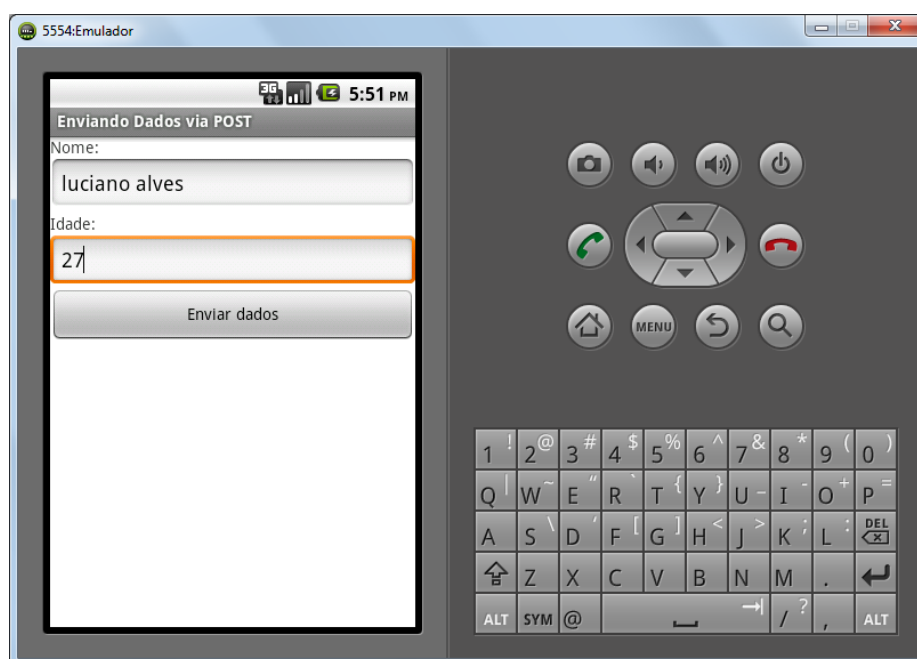 5554:Emulador
3G 5:51 PM
Enviando Dados via POST
Nome:
luciano alves
Idade:
27
Enviar dados
MENU
1 ! 2 @ 3 # 4 $ 5 % 6 ^ 7 & 8 * 9 ( 0 )
Q | W ~ E " R ` T { Y } U - I - O + P =
A S \ D ' F [ G ] H < J > K ; L : DEL
Z X C V B N M .
ALT SYM @ / ? , ALT